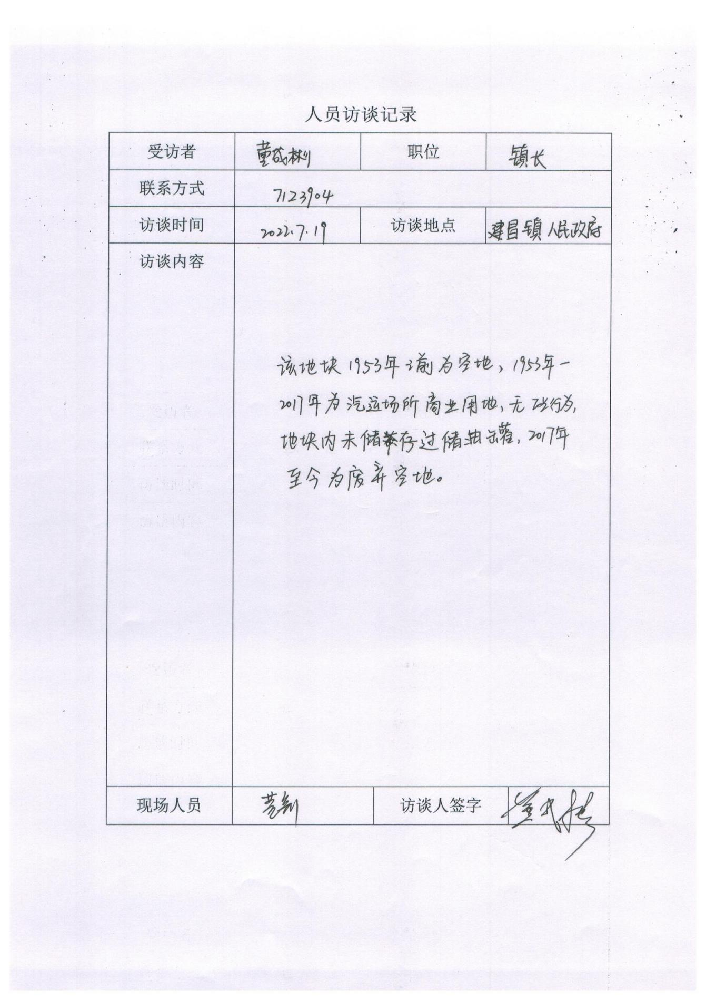 人员访谈记录
受访者 董成彬 职位 镇长
联系方式 7123904
访谈时间 2022.7.19 访谈地点 建昌镇人民政府
访谈内容
该地块1953年之前为空地，1953年-
2017年为汽运场所商业用地，无 行为，
地块内未储存过储油罐，2017年
至今为废弃空地。
现场人员 访谈人签字